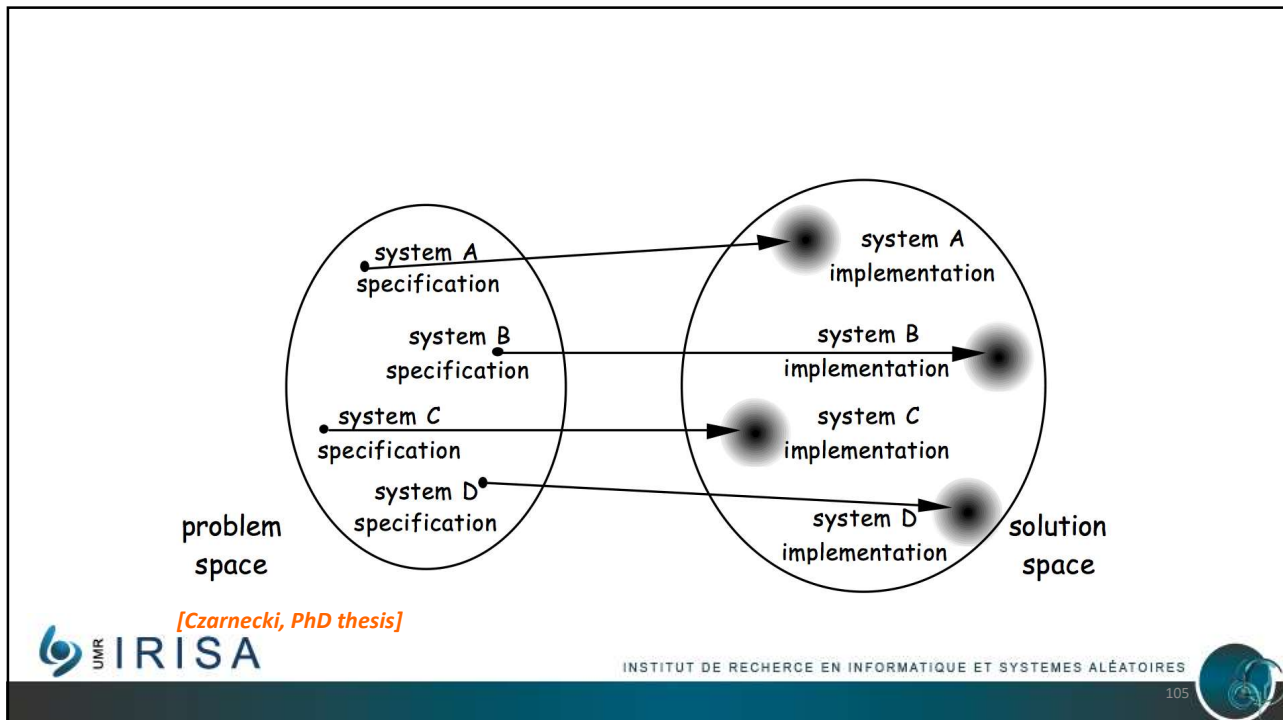 system A
specification
system B
specification
system C
specification
system D
specification
problem
space
system A
implementation
system B
implementation
system C
implementation
system D
implementation
solution
space
[Czarnecki, PhD thesis]
UMR IRISA
INSTITUT DE RECHERCE EN INFORMATIQUE ET SYSTEMES ALÉATOIRES
105